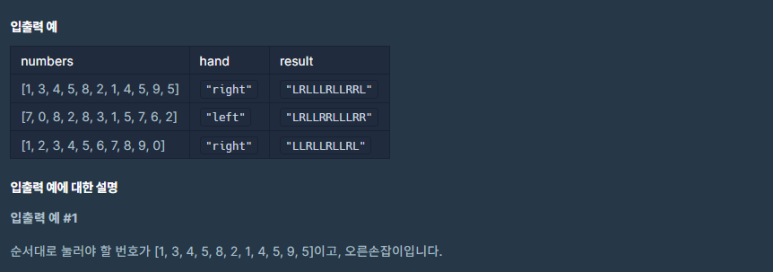 입출력 예
numbers hand result
[1, 3, 4, 5, 8, 2, 1, 4, 5, 9, 5] "right" "LRLLLRLLRRL"
[7, 0, 8, 2, 8, 3, 1, 5, 7, 6, 2] "left" "LRLLRRLLLRR"
[1, 2, 3, 4, 5, 6, 7, 8, 9, 0] "right" "LLRLLRLLRL"
입출력 예에 대한 설명
입출력 예 #1
순서대로 눌러야 할 번호가 [1, 3, 4, 5, 8, 2, 1, 4, 5, 9, 5]이고, 오른손잡이입니다.